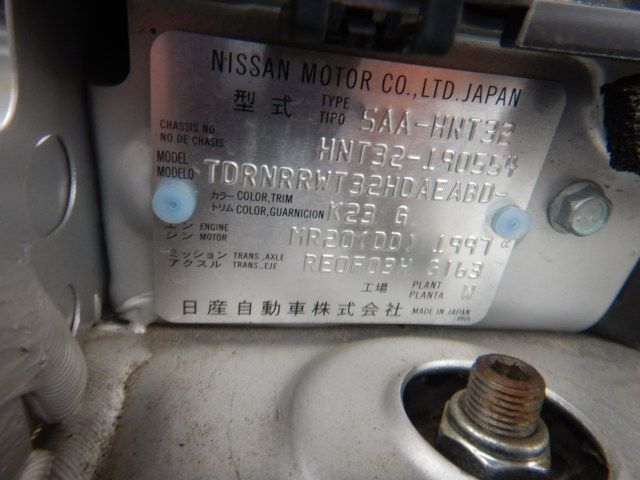 NISSAN MOTOR CO.,LTD.JAPAN
型式 TYPE TIPO 5AA-HNT32
CHASSIS NO. NO DE CHASIS. HNT32-190554
MODEL MODELO TDRNRRWT32HDAEABD-
カラー COLOR,TRIM トリム COLOR,GUARNICION K23 G
エンジン ENGINE MOTOR MR20(DD) 1997 cc
ミッション TRANS.,AXLE アクスル TRANS.,EJE RE0F03H G163
工場 PLANT PLANTA W
日産自動車株式会社 MADE IN JAPAN